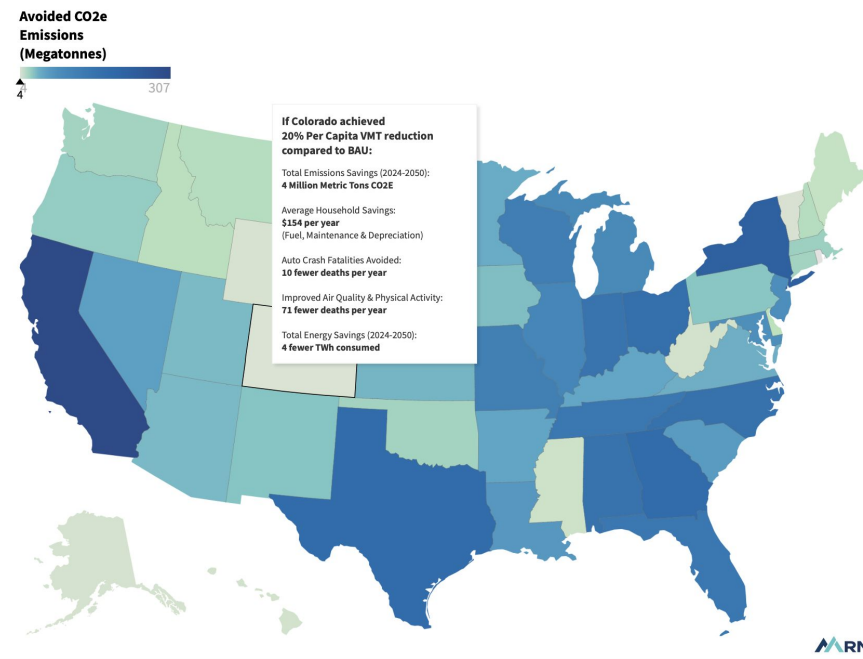 Avoided CO2e
Emissions
(Megatonnes)
4
307
4
If Colorado achieved
20% Per Capita VMT reduction
compared to BAU:
Total Emissions Savings (2024-2050):
4 Million Metric Tons CO2E
Average Household Savings:
$154 per year
(Fuel, Maintenance & Depreciation)
Auto Crash Fatalities Avoided:
10 fewer deaths per year
Improved Air Quality & Physical Activity:
71 fewer deaths per year
Total Energy Savings (2024-2050):
4 fewer TWh consumed